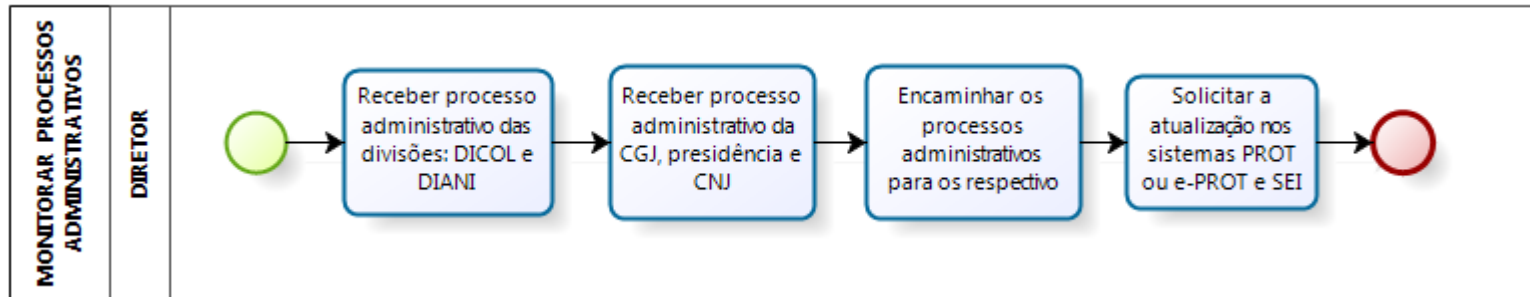 MONITORAR PROCESSOS
ADMINISTRATIVOS
DIRETOR
Receber processo
administrativo das
divisões: DICOL e
DIANI
Receber processo
administrativo da
CGJ, presidência e
CNJ
Encaminhar os
processos
administrativos
para os respectivo
Solicitar a
atualização nos
sistemas PROT
ou e-PROT e SEI